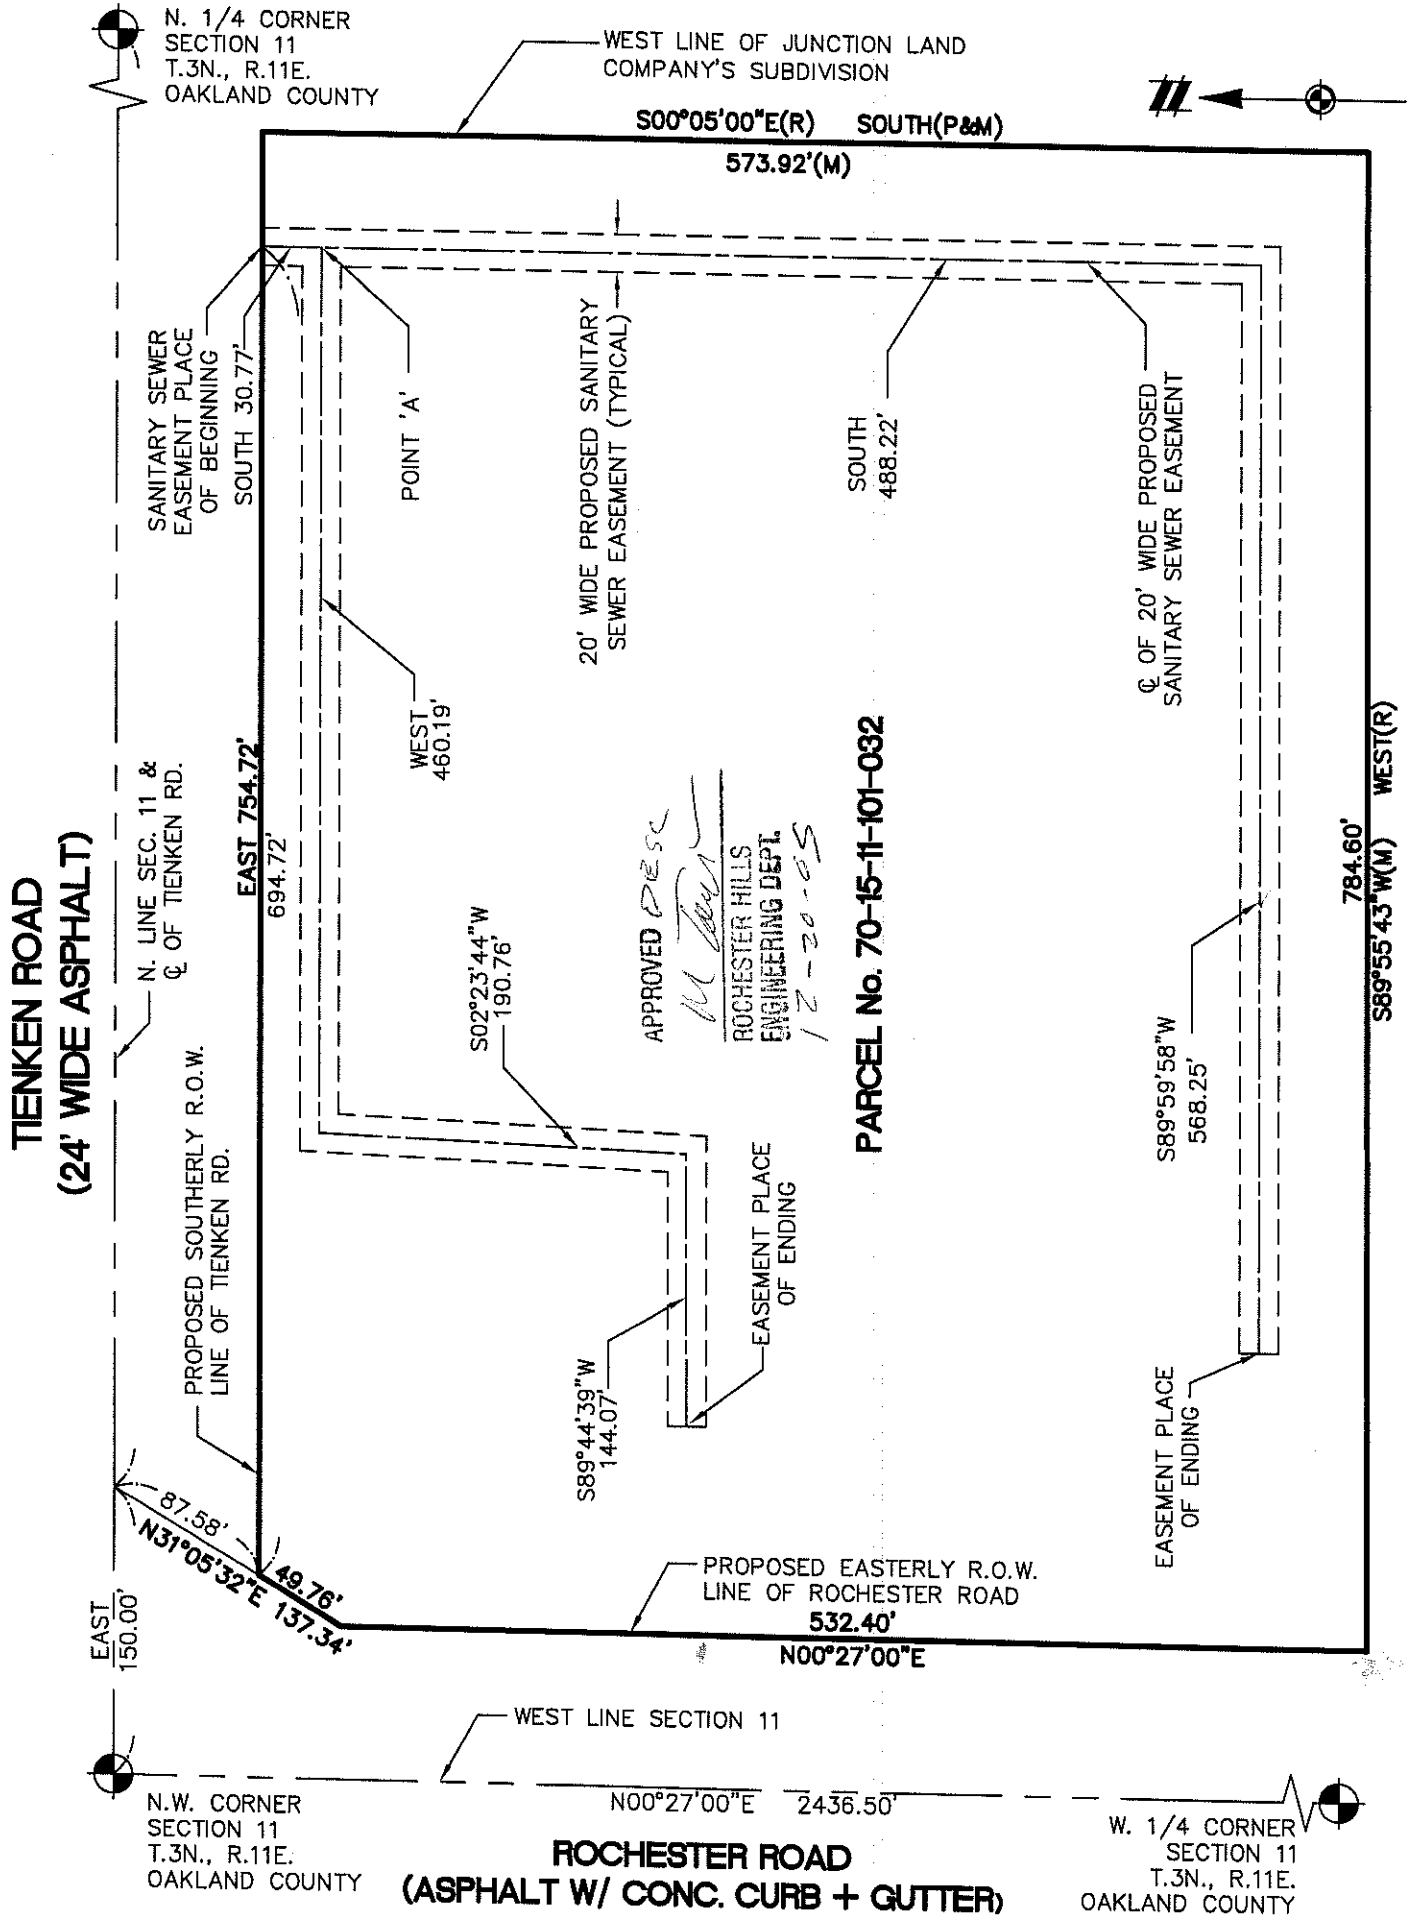 N. 1/4 CORNER
SECTION 11
T.3N., R.11E.
OAKLAND COUNTY
WEST LINE OF JUNCTION LAND
COMPANY'S SUBDIVISION
S00°05'00"E(R) SOUTH(P&M)
573.92'(M)
SANITARY SEWER
EASEMENT PLACE
OF BEGINNING
SOUTH 30.77'
POINT 'A'
20' WIDE PROPOSED SANITARY
SEWER EASEMENT (TYPICAL)
SOUTH
488.22'
℄ OF 20' WIDE PROPOSED
SANITARY SEWER EASEMENT
TIENKEN ROAD
(24' WIDE ASPHALT)
N. LINE SEC. 11 &
℄ OF TIENKEN RD.
EAST 754.72'
694.72'
WEST
460.19'
S02°23'44"W
190.76'
APPROVED DESC
ROCHESTER HILLS
ENGINEERING DEPT.
12-20-05
PARCEL No. 70-15-11-101-032
S89°59'58"W
568.25'
784.60'
S89°55'43"W(M) WEST(R)
PROPOSED SOUTHERLY R.O.W.
LINE OF TIENKEN RD.
S89°44'39"W
144.07'
EASEMENT PLACE
OF ENDING
EASEMENT PLACE
OF ENDING
87.58'
N31°05'32"E 137.34'
49.76'
EAST
150.00'
PROPOSED EASTERLY R.O.W.
LINE OF ROCHESTER ROAD
532.40'
N00°27'00"E
WEST LINE SECTION 11
N00°27'00"E 2436.50'
N.W. CORNER
SECTION 11
T.3N., R.11E.
OAKLAND COUNTY
ROCHESTER ROAD
(ASPHALT W/ CONC. CURB + GUTTER)
W. 1/4 CORNER
SECTION 11
T.3N., R.11E.
OAKLAND COUNTY